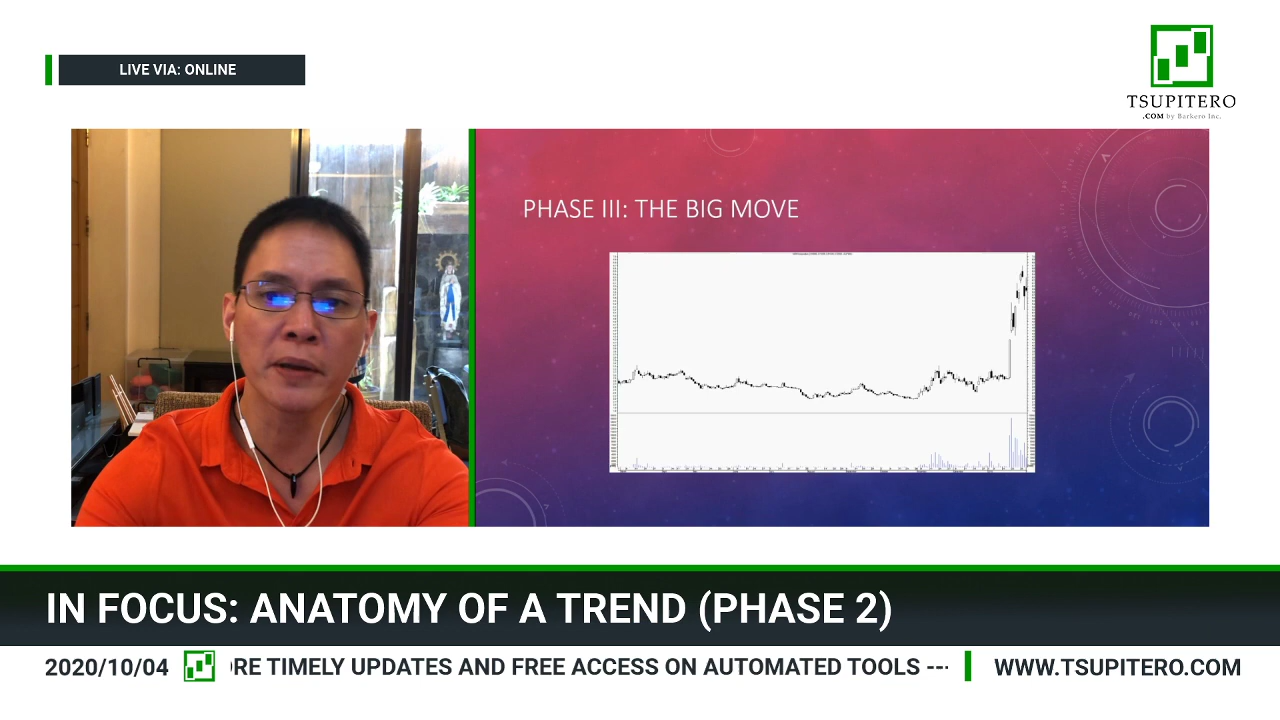 LIVE VIA: ONLINE
TSUPITERO
.COM by Barkero Inc.
PHASE III: THE BIG MOVE
IN FOCUS: ANATOMY OF A TREND (PHASE 2)
2020/10/04
RE TIMELY UPDATES AND FREE ACCESS ON AUTOMATED TOOLS ---
WWW.TSUPITERO.COM